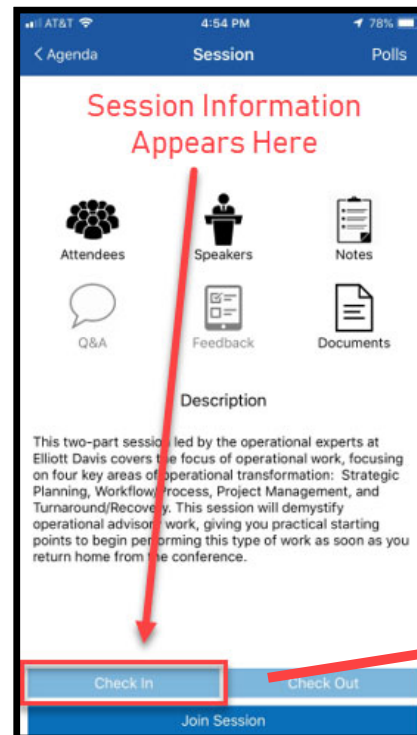 AT&T 4:54 PM 78%
Agenda Session Polls
Session Information
Appears Here
Attendees Speakers Notes
Q&A Feedback Documents
Description
This two-part session led by the operational experts at
Elliott Davis covers the focus of operational work, focusing
on four key areas of operational transformation: Strategic
Planning, Workflow/Process, Project Management, and
Turnaround/Recovery. This session will demystify
operational advisory work, giving you practical starting
points to begin performing this type of work as soon as you
return home from the conference.
Check In Check Out
Join Session